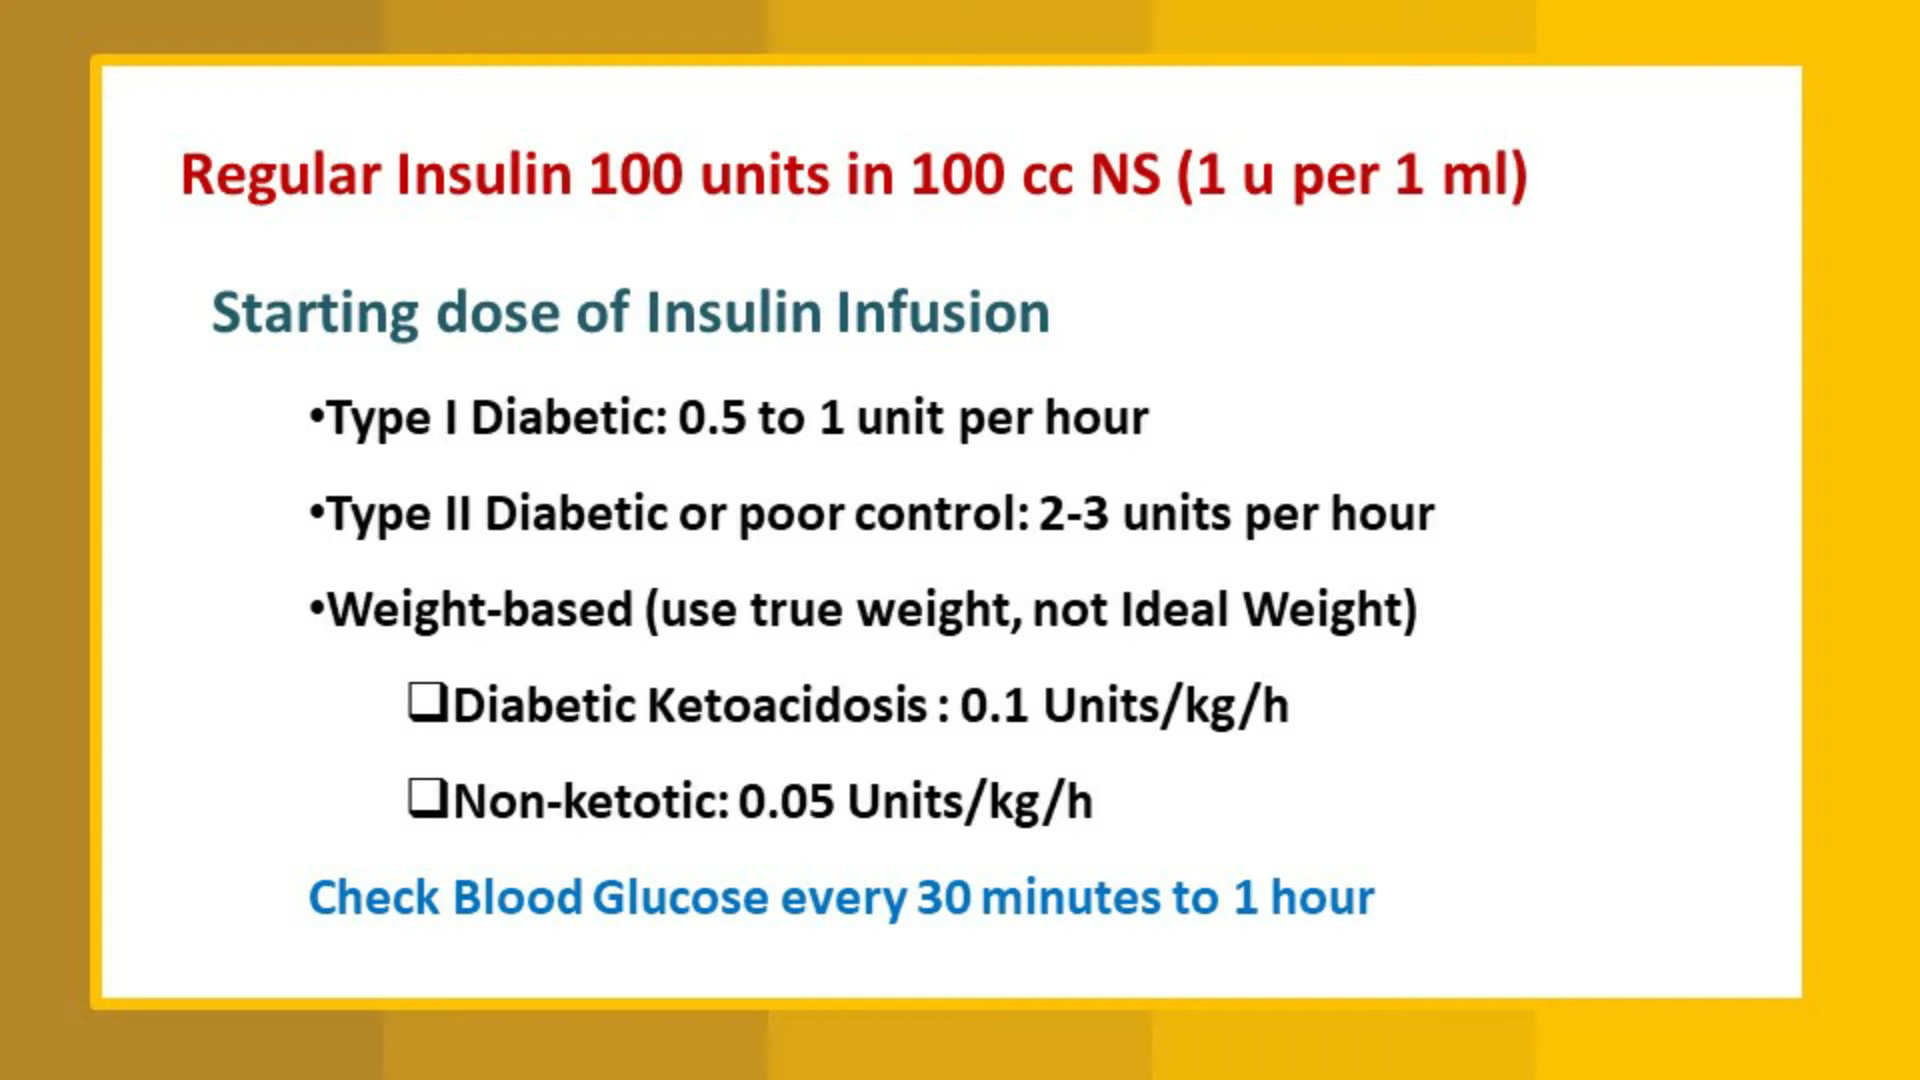 Regular Insulin 100 units in 100 cc NS (1 u per 1 ml)
Starting dose of Insulin Infusion
•Type I Diabetic: 0.5 to 1 unit per hour
•Type II Diabetic or poor control: 2-3 units per hour
•Weight-based (use true weight, not Ideal Weight)
❑Diabetic Ketoacidosis : 0.1 Units/kg/h
❑Non-ketotic: 0.05 Units/kg/h
Check Blood Glucose every 30 minutes to 1 hour